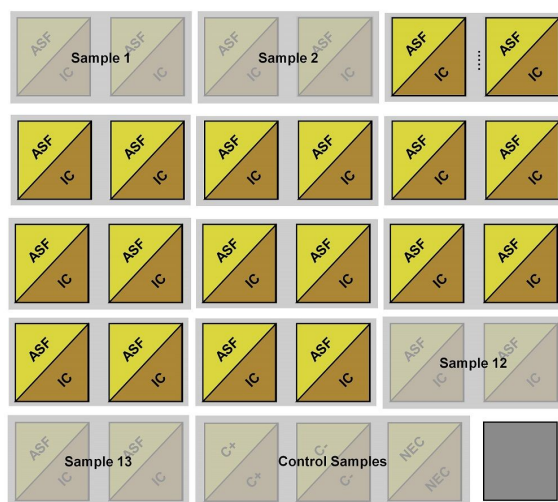 ASF ASF ASF ASF ASF ASF
Sample 1 Sample 2 .....
IC IC IC IC IC IC
ASF ASF ASF ASF ASF ASF
IC IC IC IC IC IC
ASF ASF ASF ASF ASF ASF
IC IC IC IC IC IC
ASF ASF ASF ASF ASF ASF
Sample 12
IC IC IC IC IC IC
ASF ASF C+ C- NEC
Sample 13 Control Samples
IC IC C+ C- NEC